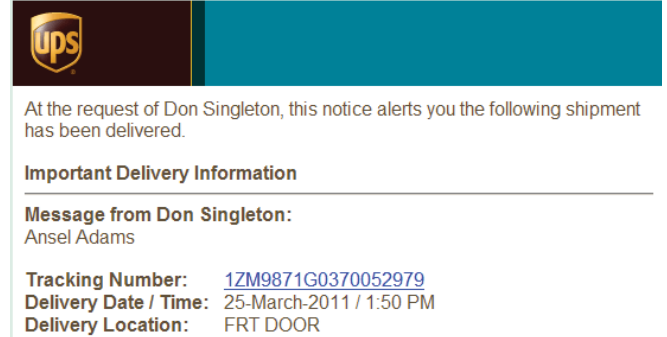 ups
At the request of Don Singleton, this notice alerts you the following shipment
has been delivered.
Important Delivery Information
Message from Don Singleton:
Ansel Adams
Tracking Number: 1ZM9871G0370052979
Delivery Date / Time: 25-March-2011 / 1:50 PM
Delivery Location: FRT DOOR